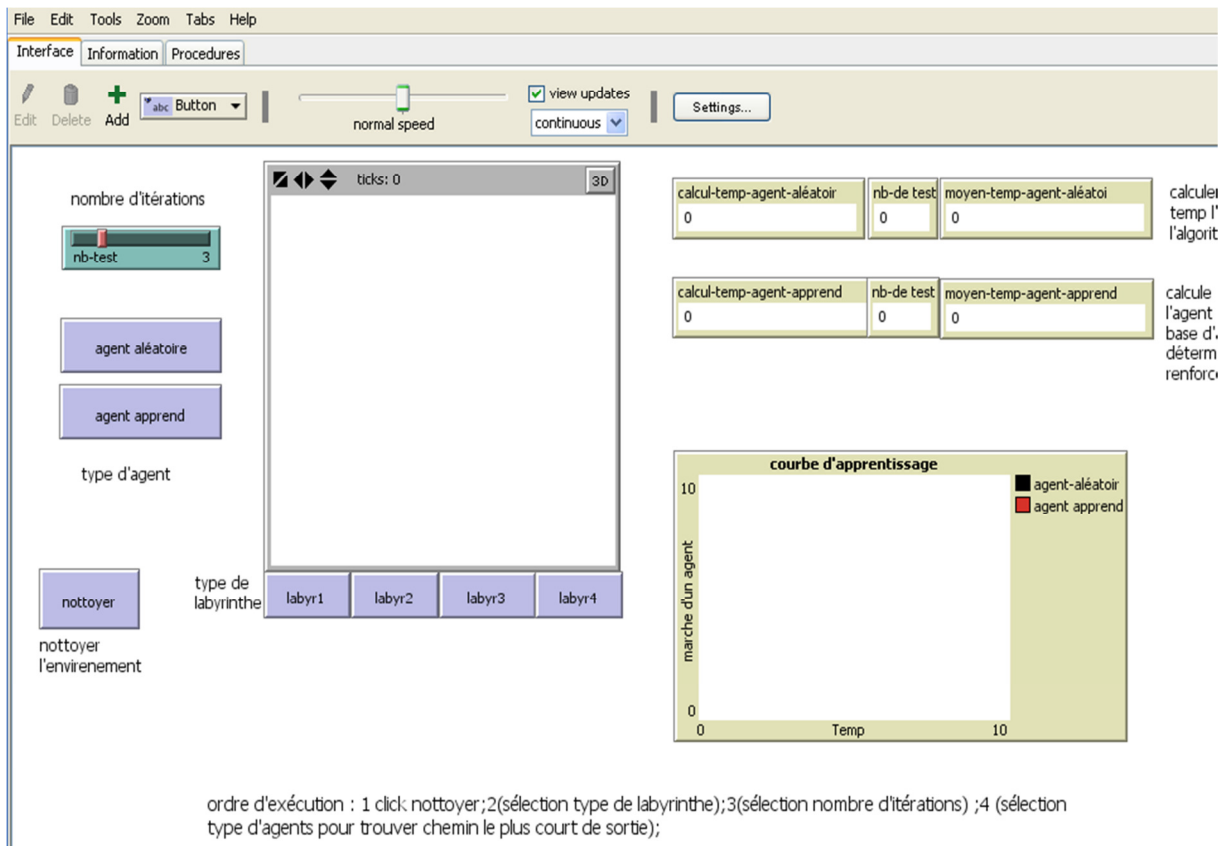 File Edit Tools Zoom Tabs Help
Interface Information Procedures
Edit Delete Add abc Button normal speed view updates continuous Settings...
nombre d'itérations
nb-test 3
agent aléatoire
agent apprend
type d'agent
nottoyer
nottoyer
l'envirenement
ticks: 0 3D
type de
labyrinthe
labyr1 labyr2 labyr3 labyr4
calcul-temp-agent-aléatoir nb-de test moyen-temp-agent-aléatoi
0 0 0
temp
calcul-temp-agent-apprend nb-de test moyen-temp-agent-apprend
0 0 0
calcule
l'agent
base
courbe d'apprentissage
10
marche d'un agent
0
0 Temp 10
agent-aléatoir
agent apprend
ordre d'exécution : 1 click nottoyer;2(sélection type de labyrinthe);3(sélection nombre d'itérations) ;4 (sélection
type d'agents pour trouver chemin le plus court de sortie);